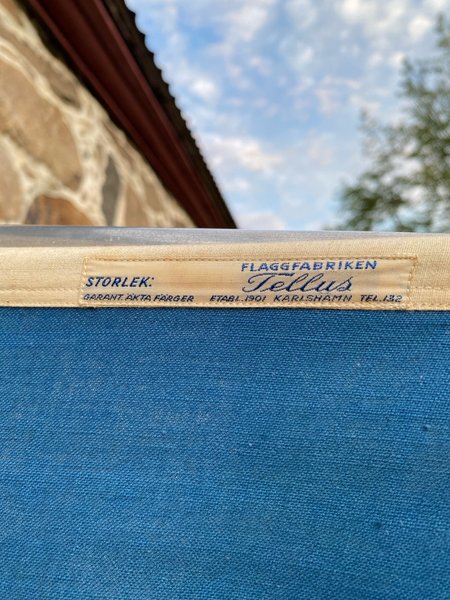 FLAGGFABRIKEN
STORLEK: Tellus
GARANT. ÄKTA FÄRGER ETABL. 1901 KARLSHAMN TEL. 132